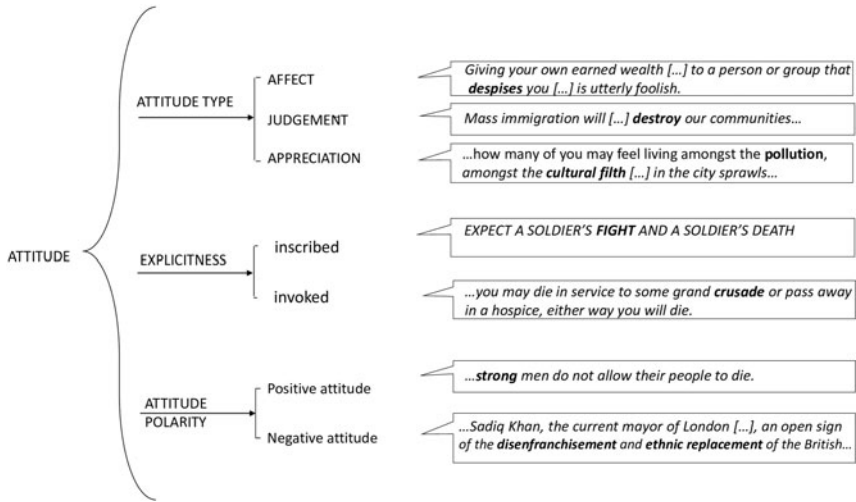 AFFECT
Giving your own earned wealth […] to a person or group that
despises you […] is utterly foolish.
ATTITUDE TYPE
JUDGEMENT
Mass immigration will […] destroy our communities…
APPRECIATION
…how many of you may feel living amongst the pollution,
amongst the cultural filth […] in the city sprawls…
ATTITUDE
EXPLICITNESS
inscribed
EXPECT A SOLDIER'S FIGHT AND A SOLDIER'S DEATH
invoked
…you may die in service to some grand crusade or pass away
in a hospice, either way you will die.
ATTITUDE
POLARITY
Positive attitude
…strong men do not allow their people to die.
Negative attitude
…Sadiq Khan, the current mayor of London […], an open sign
of the disenfranchisement and ethnic replacement of the British…